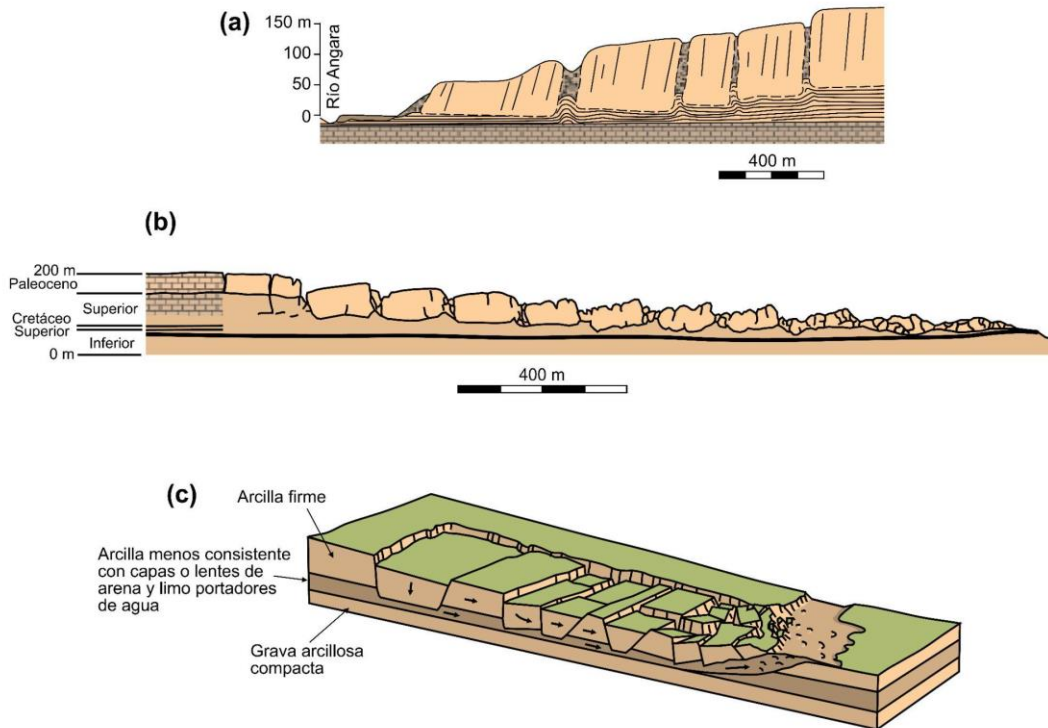 (a)
150 m
100
50
0
Río Angara
400 m
(b)
200 m
Paleoceno
Superior
Cretáceo
Superior
Inferior
0 m
400 m
(c)
Arcilla firme
Arcilla menos consistente
con capas o lentes de
arena y limo portadores
de agua
Grava arcillosa
compacta